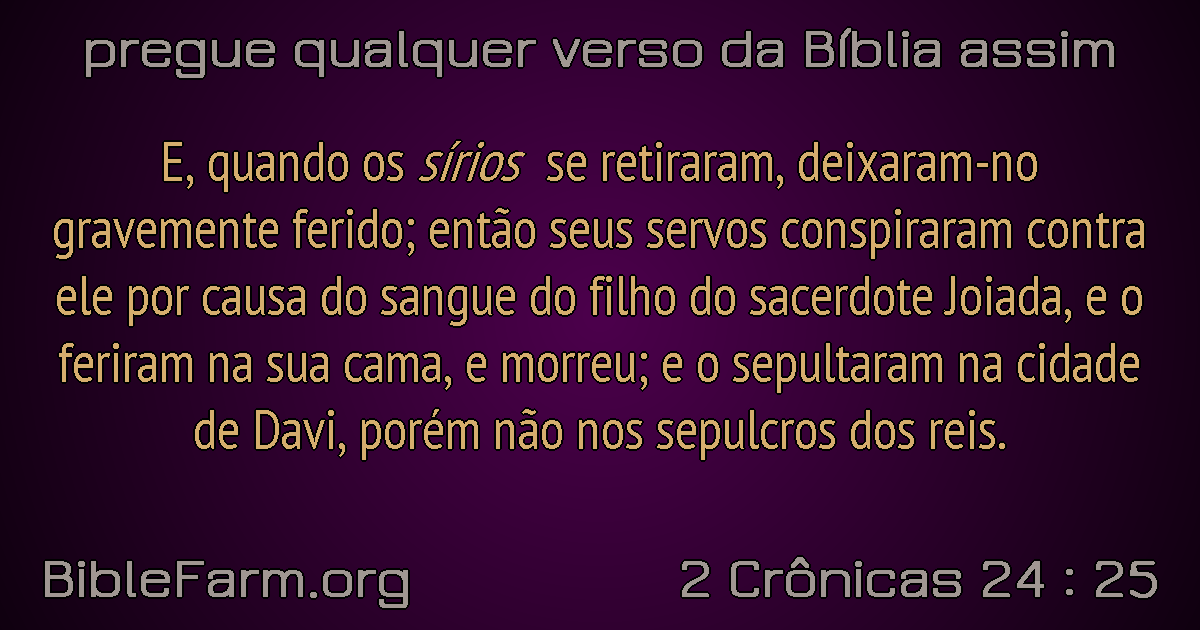 pregue qualquer verso da Bíblia assim
E, quando os sírios se retiraram, deixaram-no
gravemente ferido; então seus servos conspiraram contra
ele por causa do sangue do filho do sacerdote Joiada, e o
feriram na sua cama, e morreu; e o sepultaram na cidade
de Davi, porém não nos sepulcros dos reis.
BibleFarm.org
2 Crônicas 24 : 25